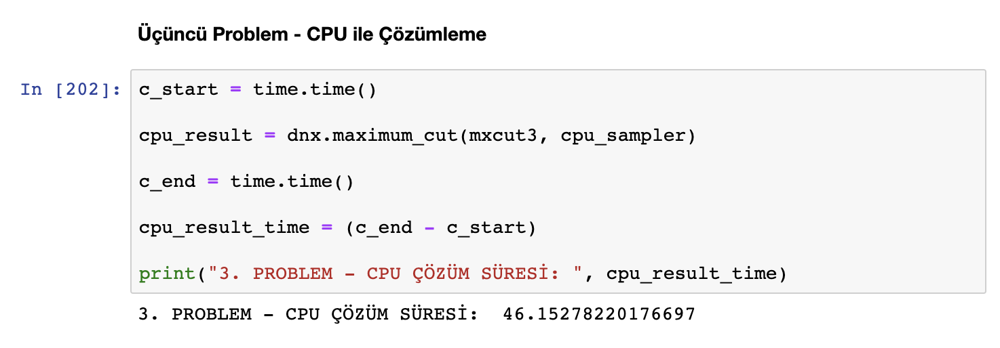 Üçüncü Problem - CPU ile Çözümleme
In [202]: c_start = time.time()
cpu_result = dnx.maximum_cut(mxcut3, cpu_sampler)
c_end = time.time()
cpu_result_time = (c_end - c_start)
print("3. PROBLEM - CPU ÇÖZÜM SÜRESİ: ", cpu_result_time)
3. PROBLEM - CPU ÇÖZÜM SÜRESİ:  46.15278220176697